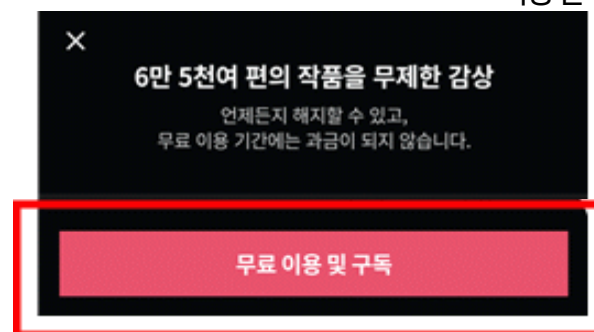 6만 5천여 편의 작품을 무제한 감상
언제든지 해지할 수 있고,
무료 이용 기간에는 과금이 되지 않습니다.
무료 이용 및 구독